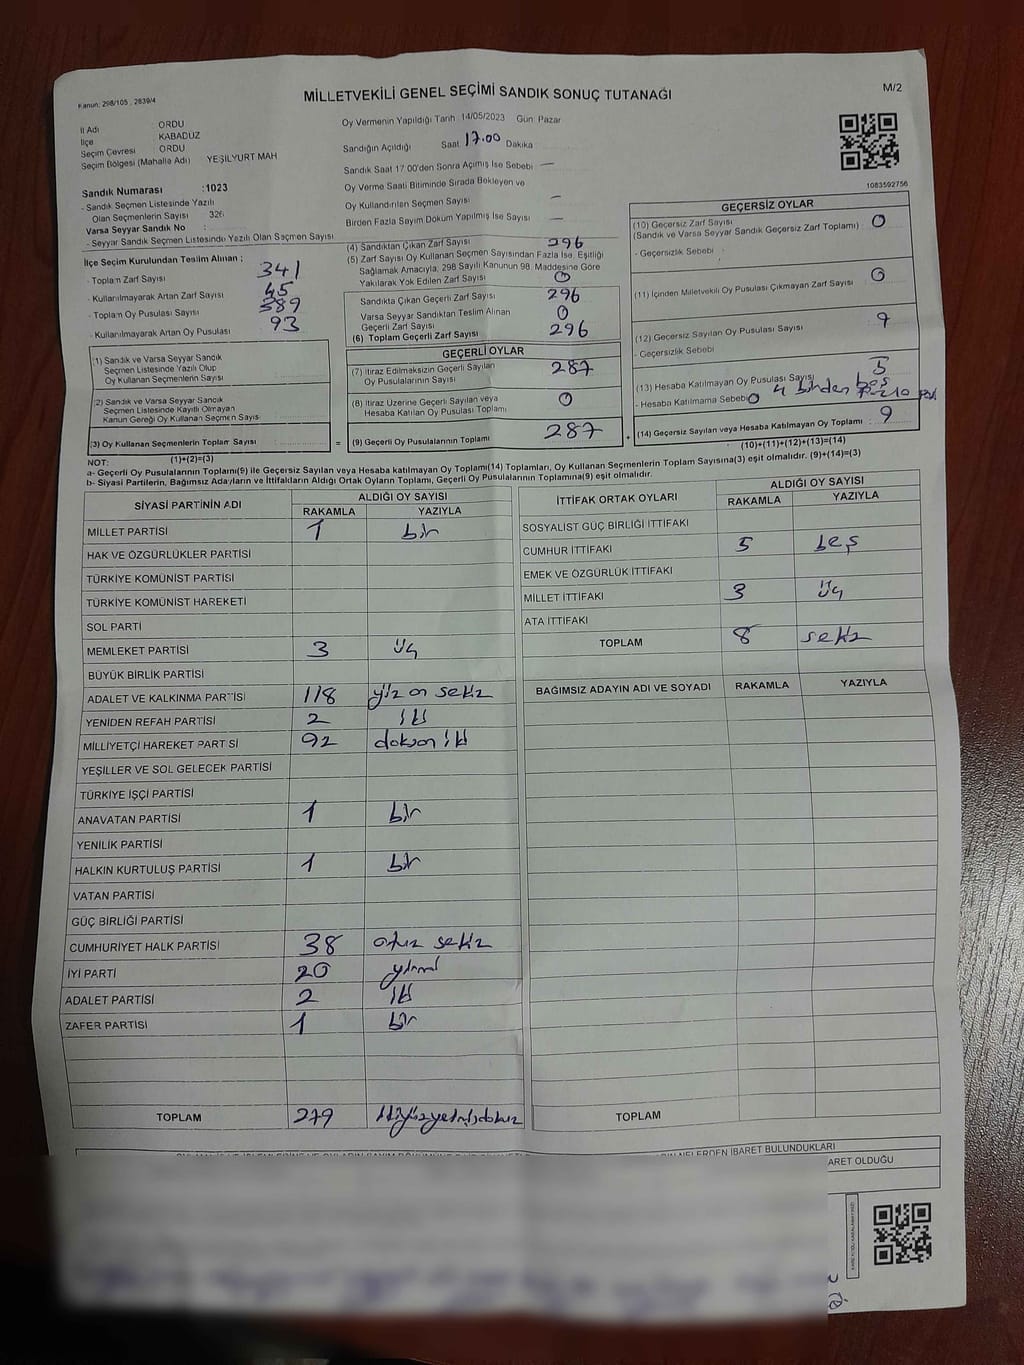 Kanun: 298/105 , 2839/4
MİLLETVEKİLİ GENEL SEÇİMİ SANDIK SONUÇ TUTANAĞI
M/2
İl Adı ORDU
İlçe KABADÜZ
Seçim Çevresi ORDU
Seçim Bölgesi (Mahalle Adı) YEŞİLYURT MAH
Sandık Numarası :1023
- Sandık Seçmen Listesinde Yazılı
Olan Seçmenlerin Sayısı 326
Varsa Seyyar Sandık No :
- Seyyar Sandık Seçmen Listesinde Yazılı Olan Seçmen Sayısı
İlçe Seçim Kurulundan Teslim Alınan ;
- Toplam Zarf Sayısı 341
- Kullanılmayarak Artan Zarf Sayısı 45
- Toplam Oy Pusulası Sayısı 389
- Kullanılmayarak Artan Oy Pusulası 93
(1) Sandık ve Varsa Seyyar Sandık
Seçmen Listesinde Yazılı Olup
Oy Kullanan Seçmenlerin Sayısı
(2) Sandık ve Varsa Seyyar Sandık
Seçmen Listesinde Kayıtlı Olmayan
Kanun Gereği Oy Kullanan Seçmen Sayısı
(3) Oy Kullanan Seçmenlerin Toplam Sayısı
(1)+(2)=(3)
Oy Vermenin Yapıldığı Tarih :14/05/2023 Gün: Pazar
Sandığın Açıldığı Saat 17.00 Dakika
Sandık Saat 17.00'den Sonra Açılmış İse Sebebi —
Oy Verme Saati Bitiminde Sırada Bekleyen ve
Oy Kullandırılan Seçmen Sayısı —
Birden Fazla Sayım Döküm Yapılmış İse Sayısı —
(4) Sandıktan Çıkan Zarf Sayısı 296
(5) Zarf Sayısı Oy Kullanan Seçmen Sayısından Fazla İse, Eşitliği
Sağlamak Amacıyla, 298 Sayılı Kanunun 98. Maddesine Göre
Yakılarak Yok Edilen Zarf Sayısı 0
Sandıkta Çıkan Geçerli Zarf Sayısı 296
Varsa Seyyar Sandıktan Teslim Alınan
Geçerli Zarf Sayısı 0
(6) Toplam Geçerli Zarf Sayısı 296
GEÇERLİ OYLAR
(7) İtiraz Edilmeksizin Geçerli Sayılan
Oy Pusulalarının Sayısı 287
(8) İtiraz Üzerine Geçerli Sayılan veya
Hesaba Katılan Oy Pusulası Toplamı 0
= (9) Geçerli Oy Pusulalarının Toplamı 287
1083592756
GEÇERSİZ OYLAR
(10) Geçersiz Zarf Sayısı
(Sandık ve Varsa Seyyar Sandık Geçersiz Zarf Toplamı) 0
- Geçersizlik Sebebi
(11) İçinden Milletvekili Oy Pusulası Çıkmayan Zarf Sayısı 0
(12) Geçersiz Sayılan Oy Pusulası Sayısı 9
- Geçersizlik Sebebi
(13) Hesaba Katılmayan Oy Pusulası Sayısı
- Hesaba Katılmama Sebebi
(14) Geçersiz Sayılan veya Hesaba Katılmayan Oy Toplamı 9
(10)+(11)+(12)+(13)=(14)
NOT:
a- Geçerli Oy Pusulalarının Toplamı(9) ile Geçersiz Sayılan veya Hesaba katılmayan Oy Toplamı(14) Toplamları, Oy Kullanan Seçmenlerin Toplam Sayısına(3) eşit olmalıdır. (9)+(14)=(3)
b- Siyasi Partilerin, Bağımsız Adayların ve İttifakların Aldığı Ortak Oyların Toplamı, Geçerli Oy Pusulalarının Toplamına(9) eşit olmalıdır.
SİYASİ PARTİNİN ADI ALDIĞI OY SAYISI
RAKAMLA YAZIYLA
MİLLET PARTİSİ 1 bir
HAK VE ÖZGÜRLÜKLER PARTİSİ
TÜRKİYE KOMÜNİST PARTİSİ
TÜRKİYE KOMÜNİST HAREKETİ
SOL PARTİ
MEMLEKET PARTİSİ 3 üç
BÜYÜK BİRLİK PARTİSİ
ADALET VE KALKINMA PARTİSİ 118 yüz on sekiz
YENİDEN REFAH PARTİSİ 2 iki
MİLLİYETÇİ HAREKET PARTİSİ 92 doksan iki
YEŞİLLER VE SOL GELECEK PARTİSİ
TÜRKİYE İŞÇİ PARTİSİ
ANAVATAN PARTİSİ 1 bir
YENİLİK PARTİSİ
HALKIN KURTULUŞ PARTİSİ 1 bir
VATAN PARTİSİ
GÜÇ BİRLİĞİ PARTİSİ
CUMHURİYET HALK PARTİSİ 38 otuz sekiz
İYİ PARTİ 20 yirmi
ADALET PARTİSİ 2 iki
ZAFER PARTİSİ 1 bir
TOPLAM 279 ikiyüzyetmişdokuz
İTTİFAK ORTAK OYLARI ALDIĞI OY SAYISI
RAKAMLA YAZIYLA
SOSYALİST GÜÇ BİRLİĞİ İTTİFAKI
CUMHUR İTTİFAKI 5 beş
EMEK VE ÖZGÜRLÜK İTTİFAKI
MİLLET İTTİFAKI 3 üç
ATA İTTİFAKI
TOPLAM 8 sekiz
BAĞIMSIZ ADAYIN ADI VE SOYADI RAKAMLA YAZIYLA
TOPLAM
NELERDEN İBARET BULUNDUKLARI
ARET OLDUĞU